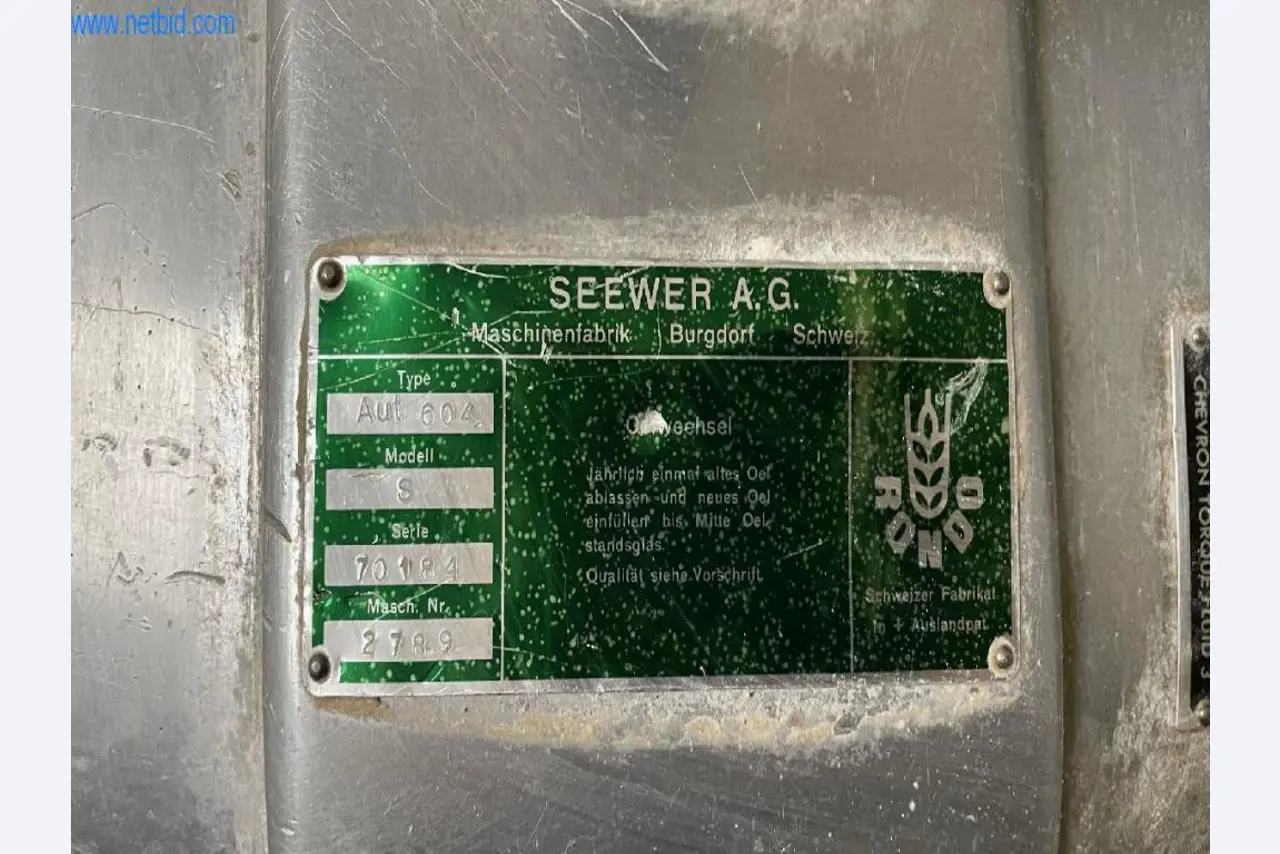 www.netbid.com
SEEWER A.G.
Maschinenfabrik Burgdorf Schweiz
Type
Aut 604
Modell
S
Serie
70184
Masch. Nr.
2789
Oelwechsel
Jährlich einmal altes Oel
ablassen und neues Oel
einfüllen bis Mitte Oel-
standsglas.
Qualität siehe Vorschrift
RONDO
Schweizer Fabrikat
In + Auslandpat.
CHEVRON TORQUE FLUID 3